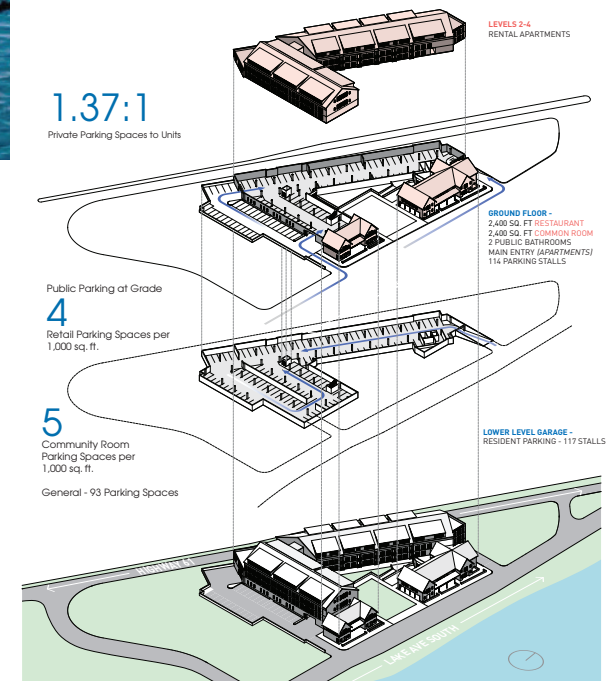 LEVELS 2-4
RENTAL APARTMENTS
1.37:1
Private Parking Spaces to Units
GROUND FLOOR -
2,400 SQ. FT RESTAURANT
2,400 SQ. FT COMMON ROOM
2 PUBLIC BATHROOMS
MAIN ENTRY (APARTMENTS)
114 PARKING STALLS
Public Parking at Grade
4
Retail Parking Spaces per
1,000 sq. ft.
5
Community Room
Parking Spaces per
1,000 sq. ft.
General - 93 Parking Spaces
LOWER LEVEL GARAGE -
RESIDENT PARKING - 117 STALLS
HIGHWAY 61
LAKE AVE SOUTH